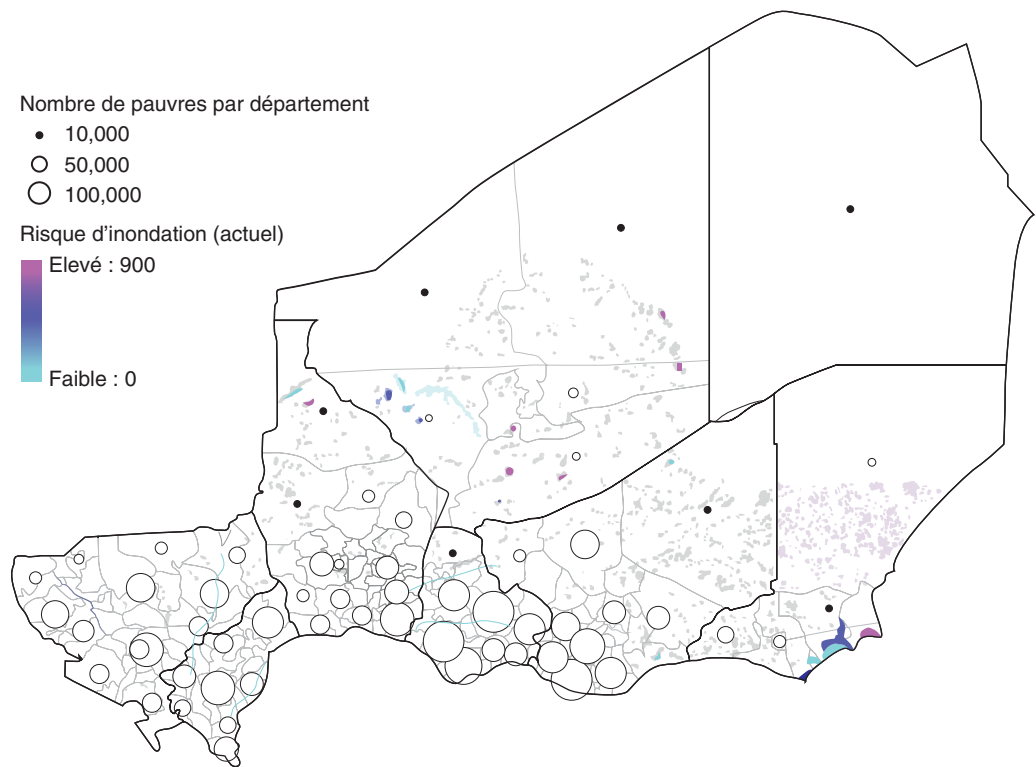 Nombre de pauvres par département
10,000
50,000
100,000
Risque d'inondation (actuel)
Elevé : 900
Faible : 0